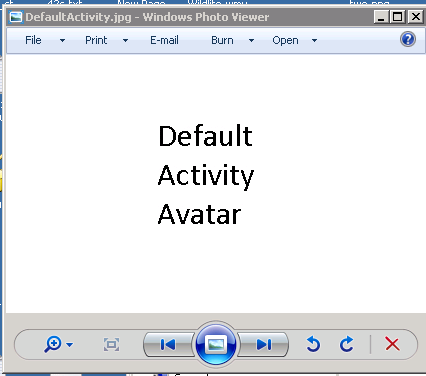 DefaultActivity.jpg - Windows Photo Viewer
File Print E-mail Burn Open
Default
Activity
Avatar